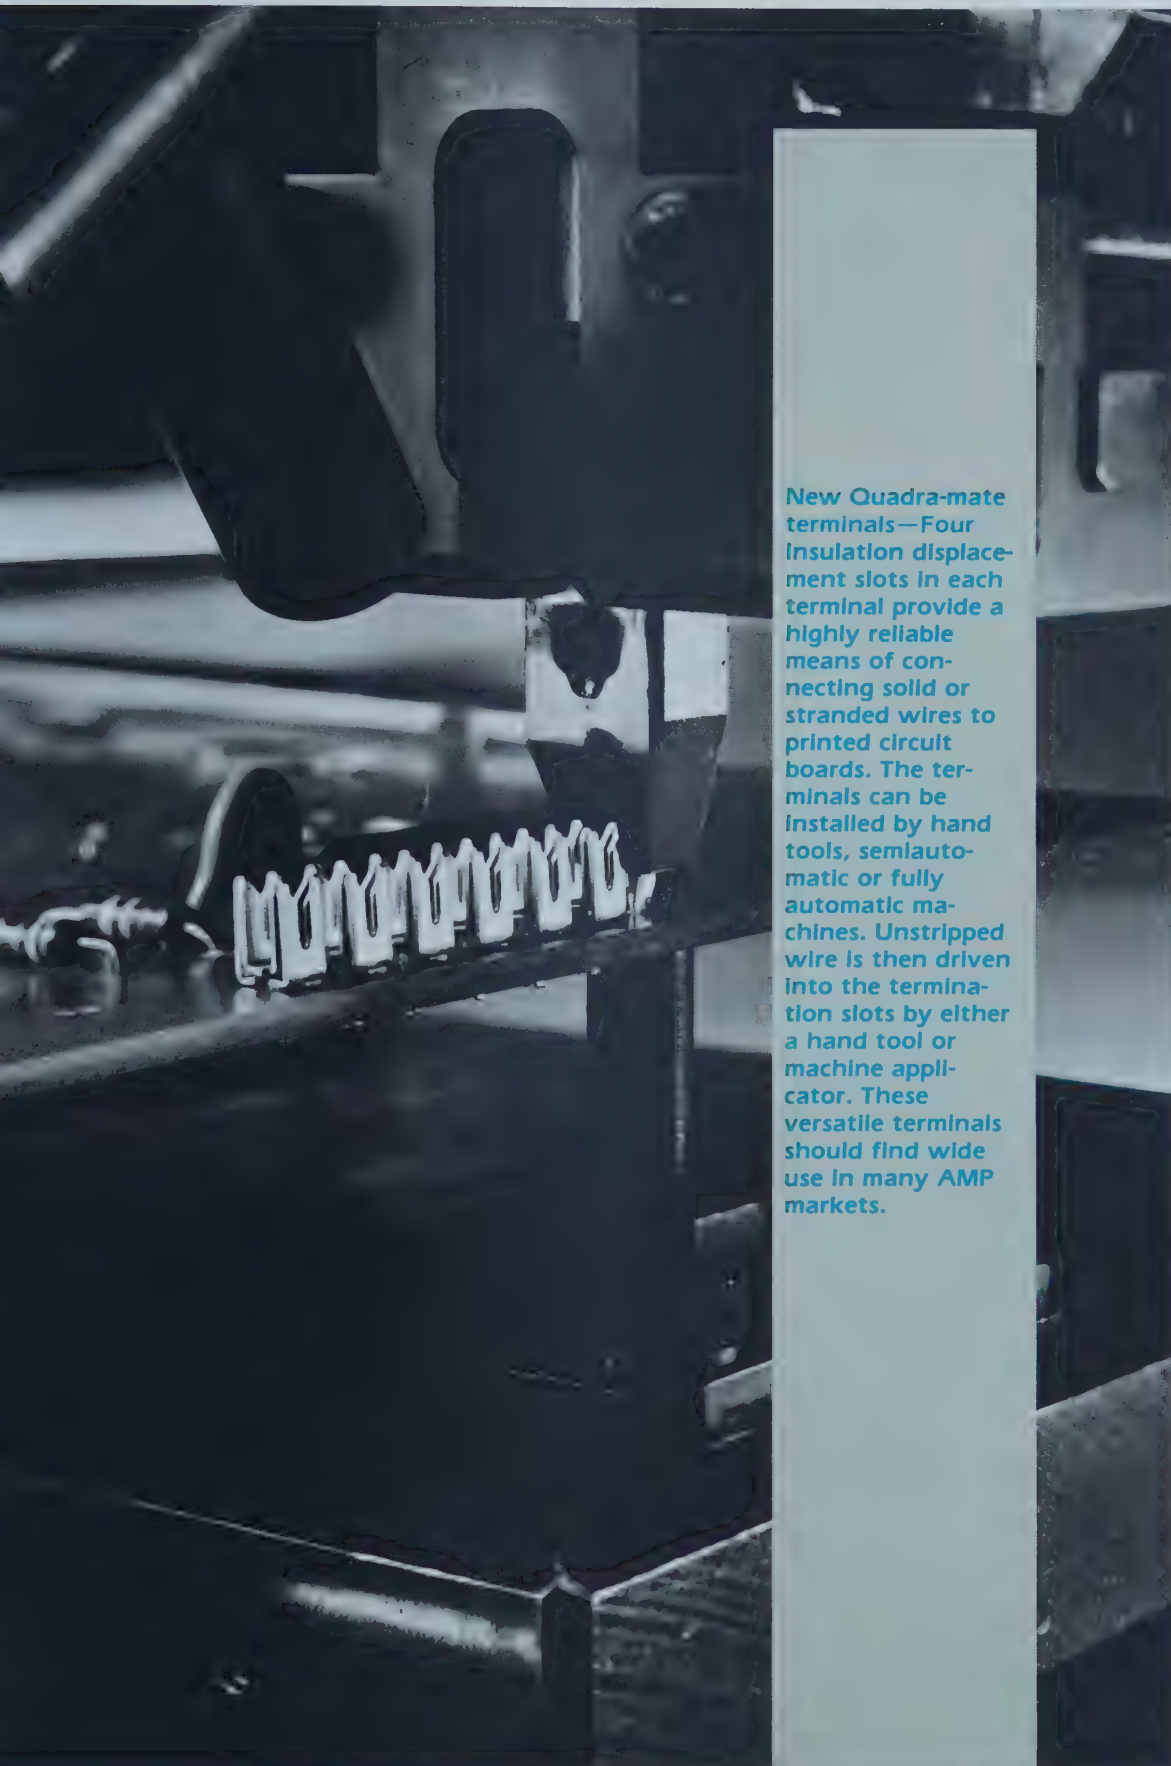 New Quadra-mate
terminals—Four
insulation displace-
ment slots in each
terminal provide a
highly reliable
means of con-
necting solid or
stranded wires to
printed circuit
boards. The ter-
minals can be
installed by hand
tools, semiauto-
matic or fully
automatic ma-
chines. Unstripped
wire is then driven
into the termina-
tion slots by either
a hand tool or
machine appli-
cator. These
versatile terminals
should find wide
use in many AMP
markets.